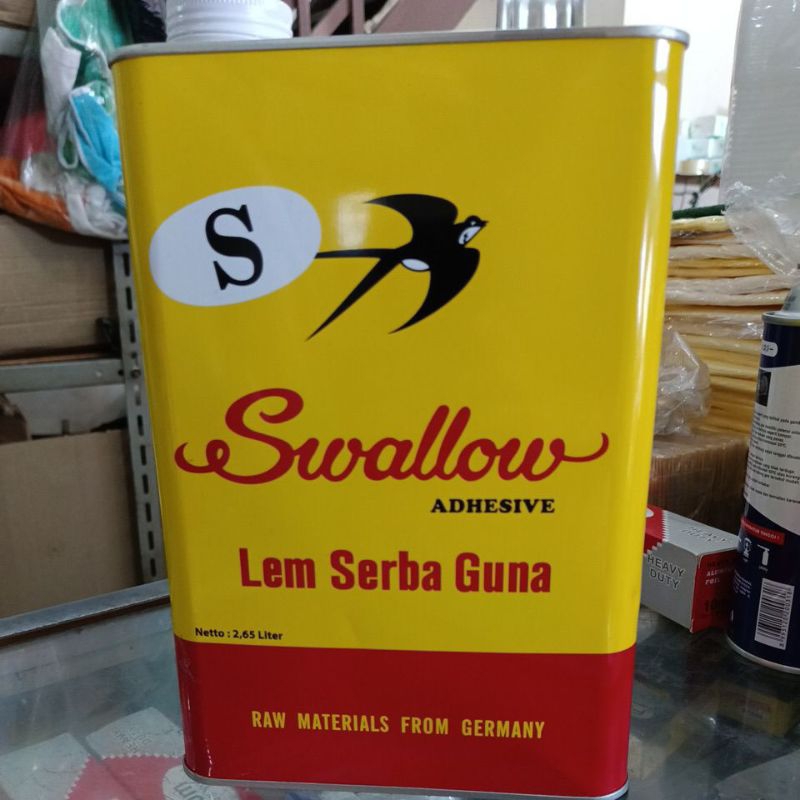 S
Swallow
ADHESIVE
Lem Serba Guna
Netto : 2,65 Liter
RAW MATERIALS FROM GERMANY
HEAVY
DUTY